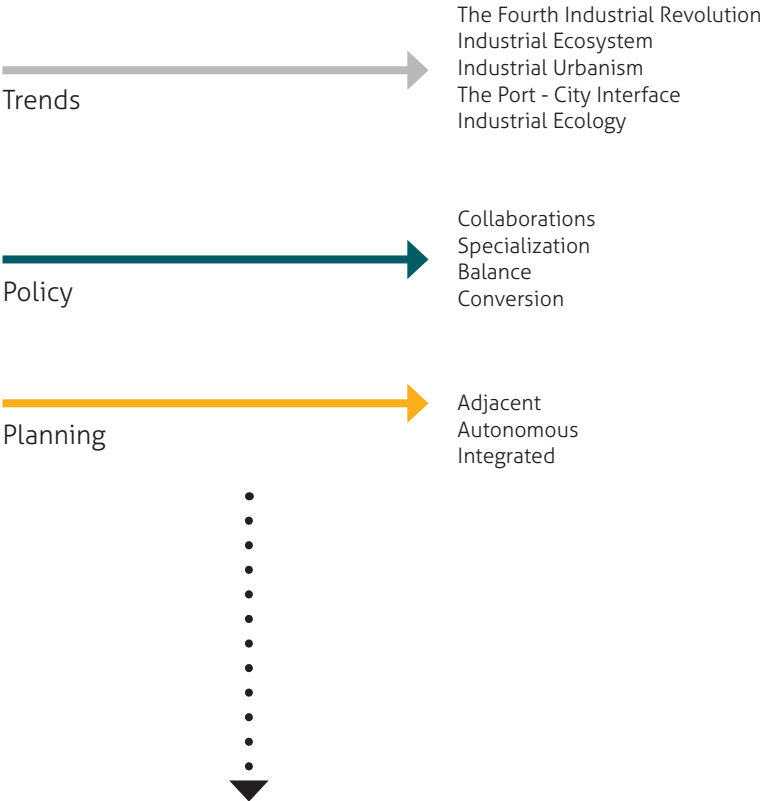 Trends
The Fourth Industrial Revolution
Industrial Ecosystem
Industrial Urbanism
The Port - City Interface
Industrial Ecology
Policy
Collaborations
Specialization
Balance
Conversion
Planning
Adjacent
Autonomous
Integrated